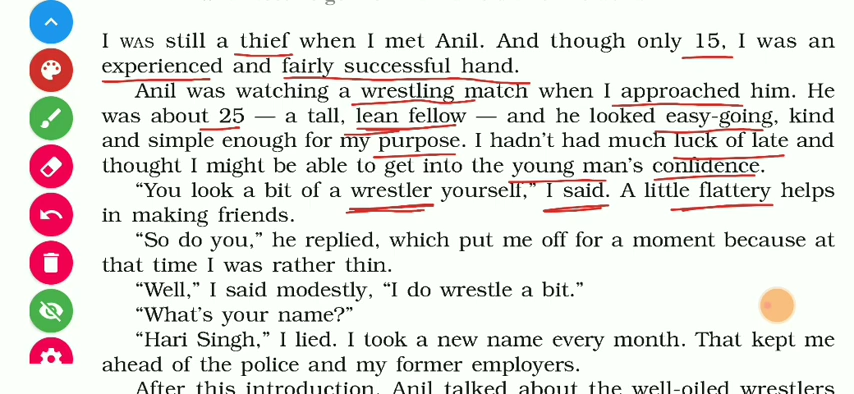 I WAS still a thief when I met Anil. And though only 15, I was an
experienced and fairly successful hand.
Anil was watching a wrestling match when I approached him. He
was about 25 — a tall, lean fellow — and he looked easy-going, kind
and simple enough for my purpose. I hadn’t had much luck of late and
thought I might be able to get into the young man’s confidence.
“You look a bit of a wrestler yourself,” I said. A little flattery helps
in making friends.
“So do you,” he replied, which put me off for a moment because at
that time I was rather thin.
“Well,” I said modestly, “I do wrestle a bit.”
“What’s your name?”
“Hari Singh,” I lied. I took a new name every month. That kept me
ahead of the police and my former employers.
After this introduction, Anil talked about the well-oiled wrestlers